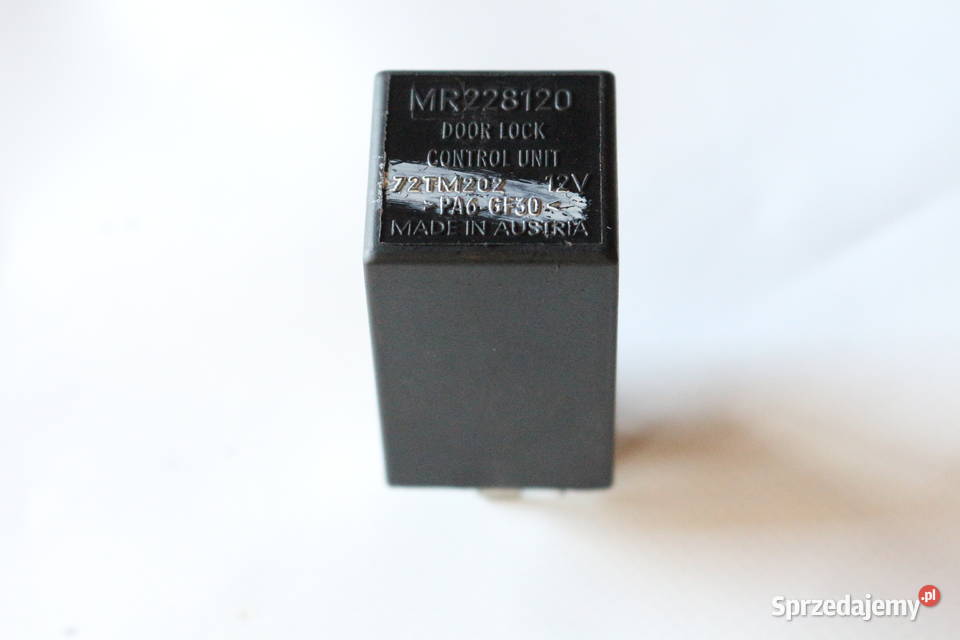 MR228120
DOOR LOCK
CONTROL UNIT
72TM202 12V
>PA6-GF30<
MADE IN AUSTRIA
Sprzedajemy.pl